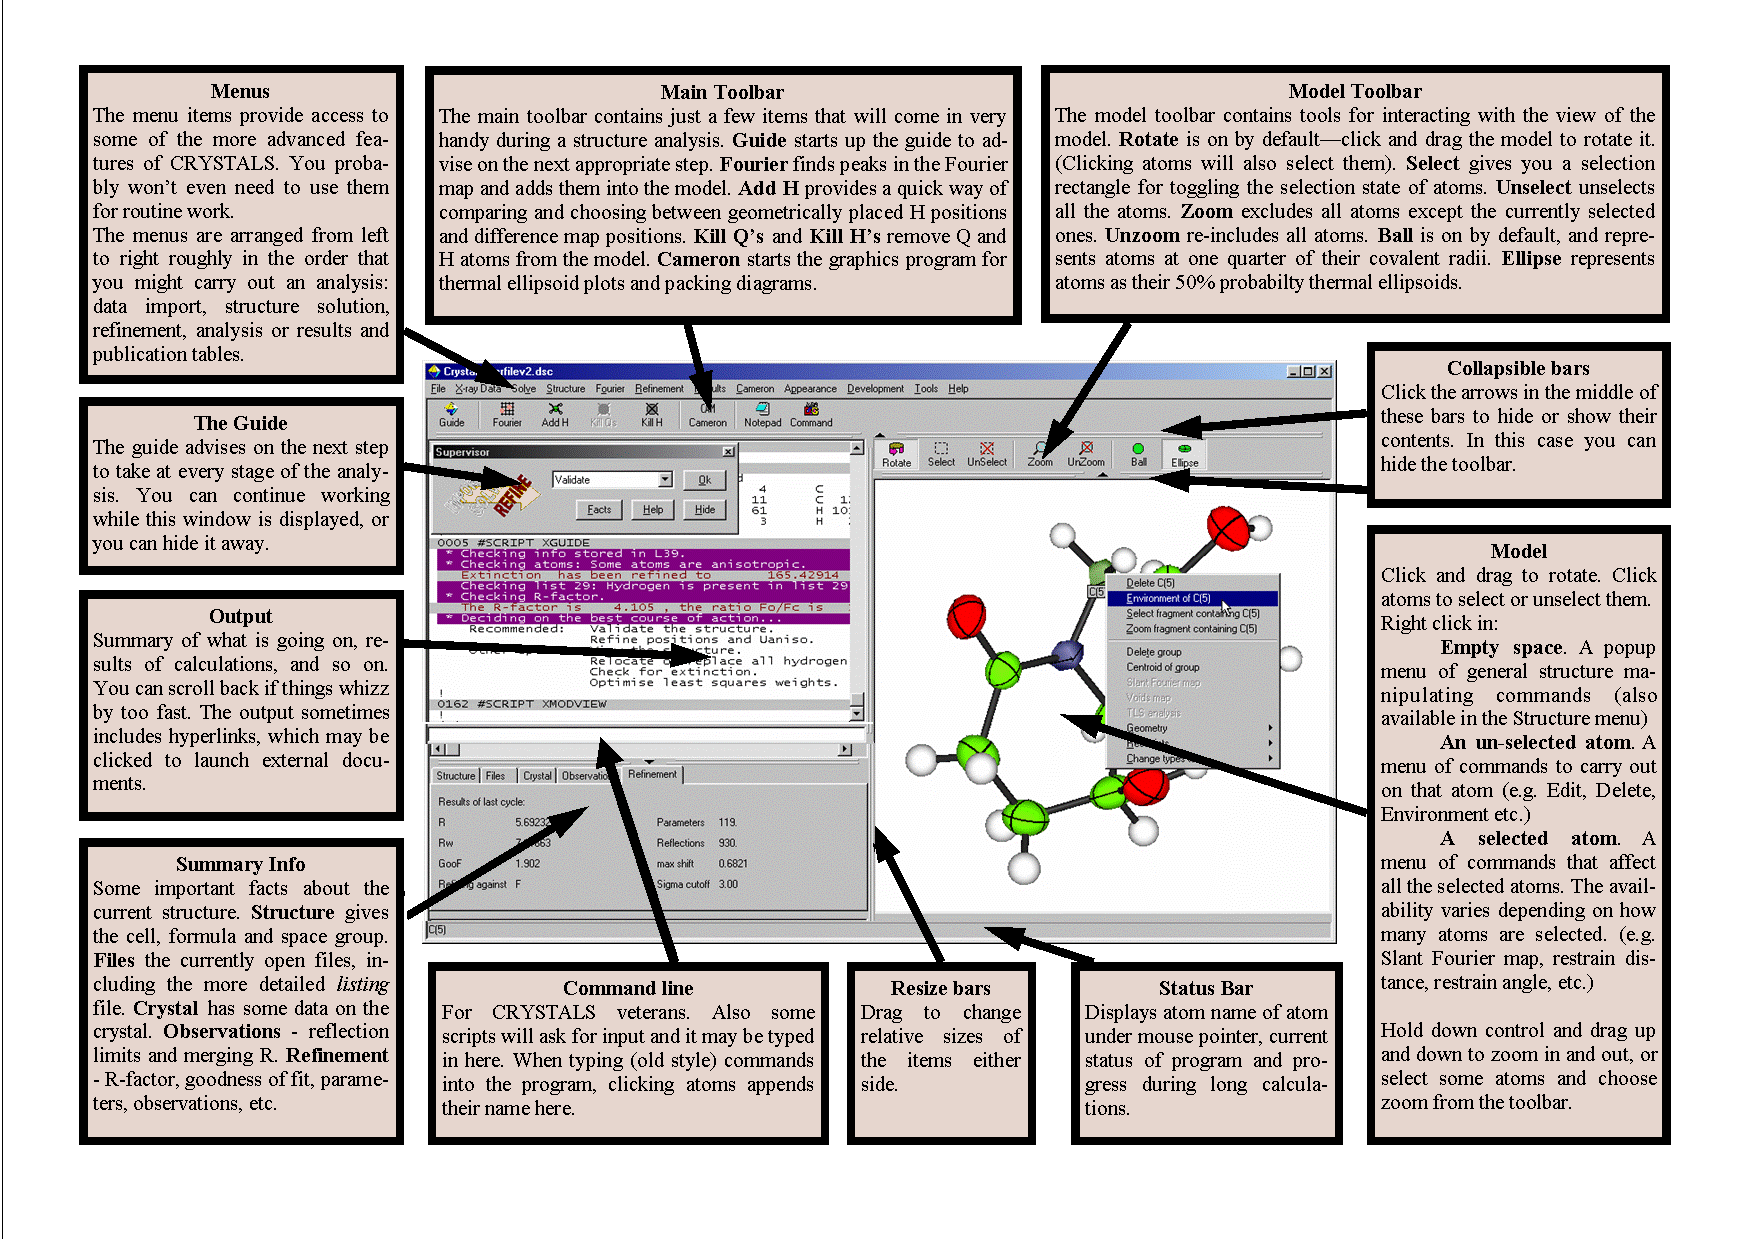 Menus
The menu items provide access to
some of the more advanced fea-
tures of CRYSTALS. You proba-
bly won't even need to use them
for routine work.
The menus are arranged from left
to right roughly in the order that
you might carry out an analysis:
data import, structure solution,
refinement, analysis or results and
publication tables.
Main Toolbar
The main toolbar contains just a few items that will come in very
handy during a structure analysis. Guide starts up the guide to ad-
vise on the next appropriate step. Fourier finds peaks in the Fourier
map and adds them into the model. Add H provides a quick way of
comparing and choosing between geometrically placed H positions
and difference map positions. Kill Q's and Kill H's remove Q and
H atoms from the model. Cameron starts the graphics program for
thermal ellipsoid plots and packing diagrams.
Model Toolbar
The model toolbar contains tools for interacting with the view of the
model. Rotate is on by default—click and drag the model to rotate it.
(Clicking atoms will also select them). Select gives you a selection
rectangle for toggling the selection state of atoms. Unselect unselects
all the atoms. Zoom excludes all atoms except the currently selected
ones. Unzoom re-includes all atoms. Ball is on by default, and repre-
sents atoms at one quarter of their covalent radii. Ellipse represents
atoms as their 50% probabilty thermal ellipsoids.
The Guide
The guide advises on the next step
to take at every stage of the analy-
sis. You can continue working
while this window is displayed, or
you can hide it away.
Output
Summary of what is going on, re-
sults of calculations, and so on.
You can scroll back if things whizz
by too fast. The output sometimes
includes hyperlinks, which may be
clicked to launch external docu-
ments.
Summary Info
Some important facts about the
current structure. Structure gives
the cell, formula and space group.
Files the currently open files, in-
cluding the more detailed listing
file. Crystal has some data on the
crystal. Observations - reflection
limits and merging R. Refinement
- R-factor, goodness of fit, parame-
ters, observations, etc.
File X-ray Data Solve Structure Fourier Refinement Results Cameron Appearance Development Tools Help
Guide Fourier Add H Kill Qs Kill H Cameron Notepad Command
Rotate Select UnSelect Zoom UnZoom Ball Ellipse
Supervisor
Validate Ok
Facts Help Hide
REFINE
4 C
11 C
61 H
3 H
0005 #SCRIPT XGUIDE
* Checking info stored in L39.
* Checking atoms: Some atoms are anisotropic.
Extinction has been refined to 165.42914
Checking list 29: Hydrogen is present in list 29
* Checking R-factor.
The R-factor is 4.105 , the ratio Fo/Fc is
* Deciding on the best course of action...
Recommended: Validate the structure.
Refine positions and Uaniso.
structure.
Relocate or replace all hydrogen
Check for extinction.
Optimise least squares weights.
!
0162 #SCRIPT XMODVIEW
!
Structure Files Crystal Refinement
Results of last cycle:
R 5.69232 Parameters 119.
Rw Reflections 930.
GooF 1.902 max shift 0.6821
against F Sigma cutoff 3.00
C(5)
C(5)
Delete C(5)
Environment of C(5)
Select fragment containing C(5)
Zoom fragment containing C(5)
Delete group
Centroid of group
Slant Fourier map
Voids map
TLS analysis
Geometry
Change types
Collapsible bars
Click the arrows in the middle of
these bars to hide or show their
contents. In this case you can
hide the toolbar.
Model
Click and drag to rotate. Click
atoms to select or unselect them.
Right click in:
Empty space. A popup
menu of general structure ma-
nipulating commands (also
available in the Structure menu)
An un-selected atom. A
menu of commands to carry out
on that atom (e.g. Edit, Delete,
Environment etc.)
A selected atom. A
menu of commands that affect
all the selected atoms. The avail-
ability varies depending on how
many atoms are selected. (e.g.
Slant Fourier map, restrain dis-
tance, restrain angle, etc.)
Hold down control and drag up
and down to zoom in and out, or
select some atoms and choose
zoom from the toolbar.
Command line
For CRYSTALS veterans. Also some
scripts will ask for input and it may be typed
in here. When typing (old style) commands
into the program, clicking atoms appends
their name here.
Resize bars
Drag to change
relative sizes of
the items either
side.
Status Bar
Displays atom name of atom
under mouse pointer, current
status of program and pro-
gress during long calcula-
tions.